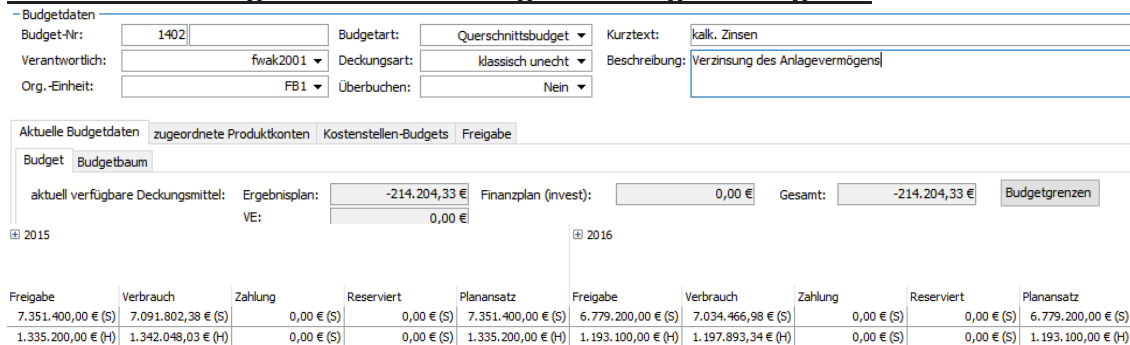 Budgetdaten
Budget-Nr: 1402 Budgetart: Querschnittsbudget Kurztext: kalk. Zinsen
Verantwortlich: fwak2001 Deckungsart: klassisch unecht Beschreibung: Verzinsung des Anlagevermögens
Org.-Einheit: FB1 Überbuchen: Nein
Aktuelle Budgetdaten zugeordnete Produktkonten Kostenstellen-Budgets Freigabe
Budget Budgetbaum
aktuell verfügbare Deckungsmittel: Ergebnisplan: -214.204,33 € Finanzplan (invest): 0,00 € Gesamt: -214.204,33 € Budgetgrenzen
VE: 0,00 €
2015 2016
Freigabe Verbrauch Zahlung Reserviert Planansatz Freigabe Verbrauch Zahlung Reserviert Planansatz
7.351.400,00 € (S) 7.091.802,38 € (S) 0,00 € (S) 0,00 € (S) 7.351.400,00 € (S) 6.779.200,00 € (S) 7.034.466,98 € (S) 0,00 € (S) 0,00 € (S) 6.779.200,00 € (S)
1.335.200,00 € (H) 1.342.048,03 € (H) 0,00 € (S) 0,00 € (S) 1.335.200,00 € (H) 1.193.100,00 € (H) 1.197.893,34 € (H) 0,00 € (S) 0,00 € (S) 1.193.100,00 € (H)